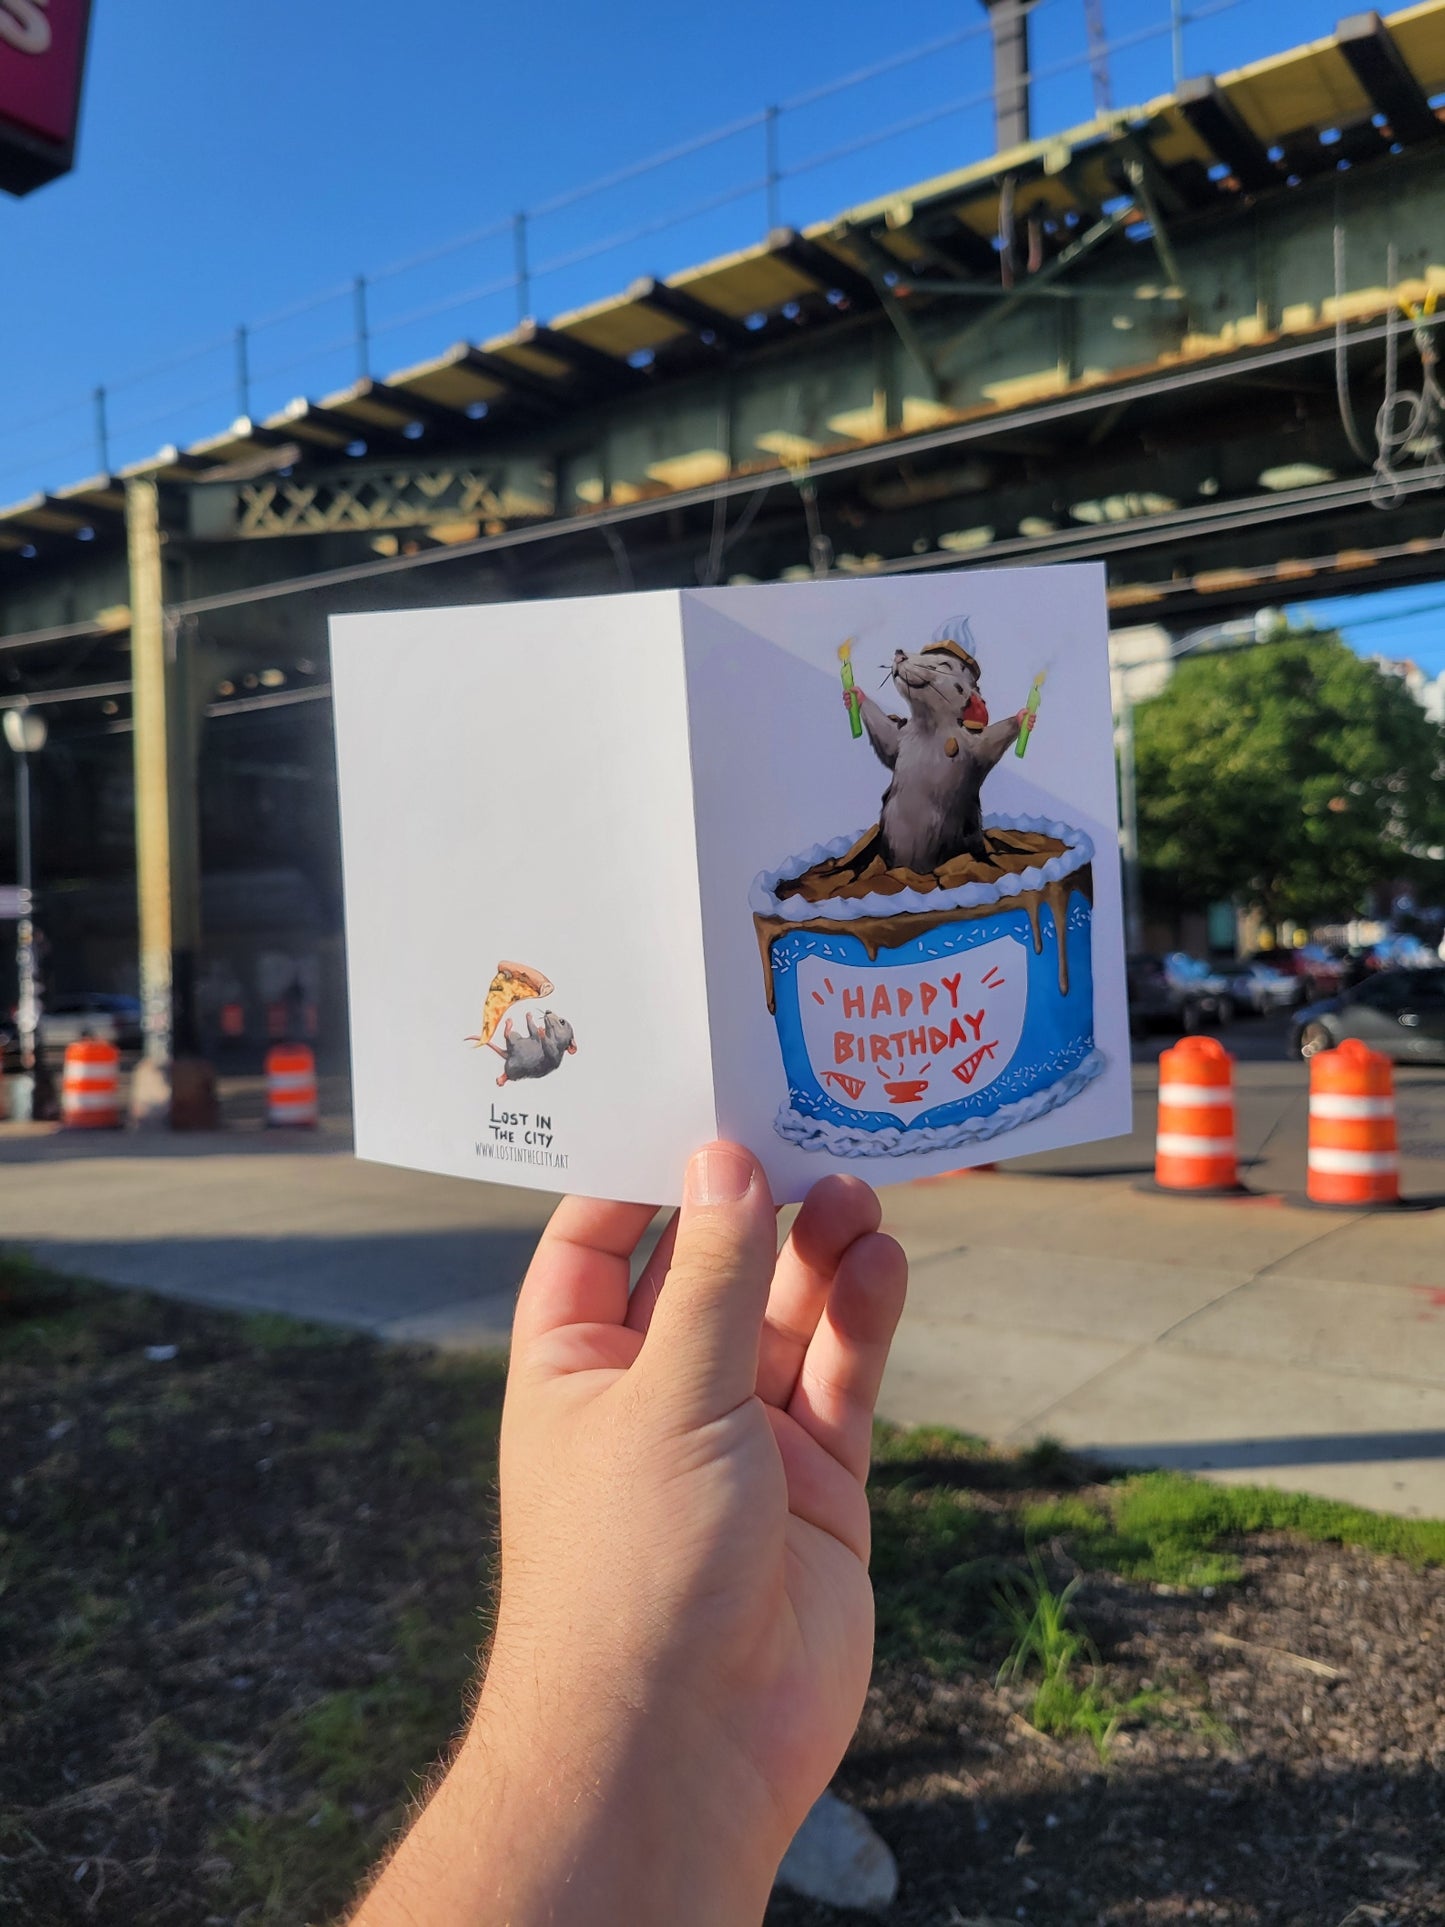 S
LOST IN
THE CITY
WWW.LOSTINTHECITY.ART
HAPPY
BIRTHDAY